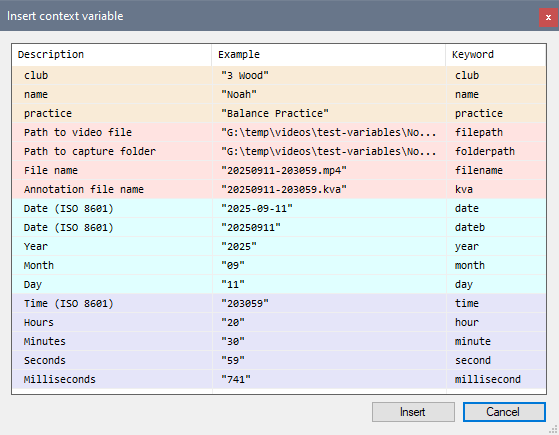 Insert context variable x
Description Example Keyword
club "3 Wood" club
name "Noah" name
practice "Balance Practice" practice
Path to video file "G:\temp\videos\test-variables\No... filepath
Path to capture folder "G:\temp\videos\test-variables\No... folderpath
File name "20250911-203059.mp4" filename
Annotation file name "20250911-203059.kva" kva
Date (ISO 8601) "2025-09-11" date
Date (ISO 8601) "20250911" dateb
Year "2025" year
Month "09" month
Day "11" day
Time (ISO 8601) "203059" time
Hours "20" hour
Minutes "30" minute
Seconds "59" second
Milliseconds "741" millisecond
Insert Cancel